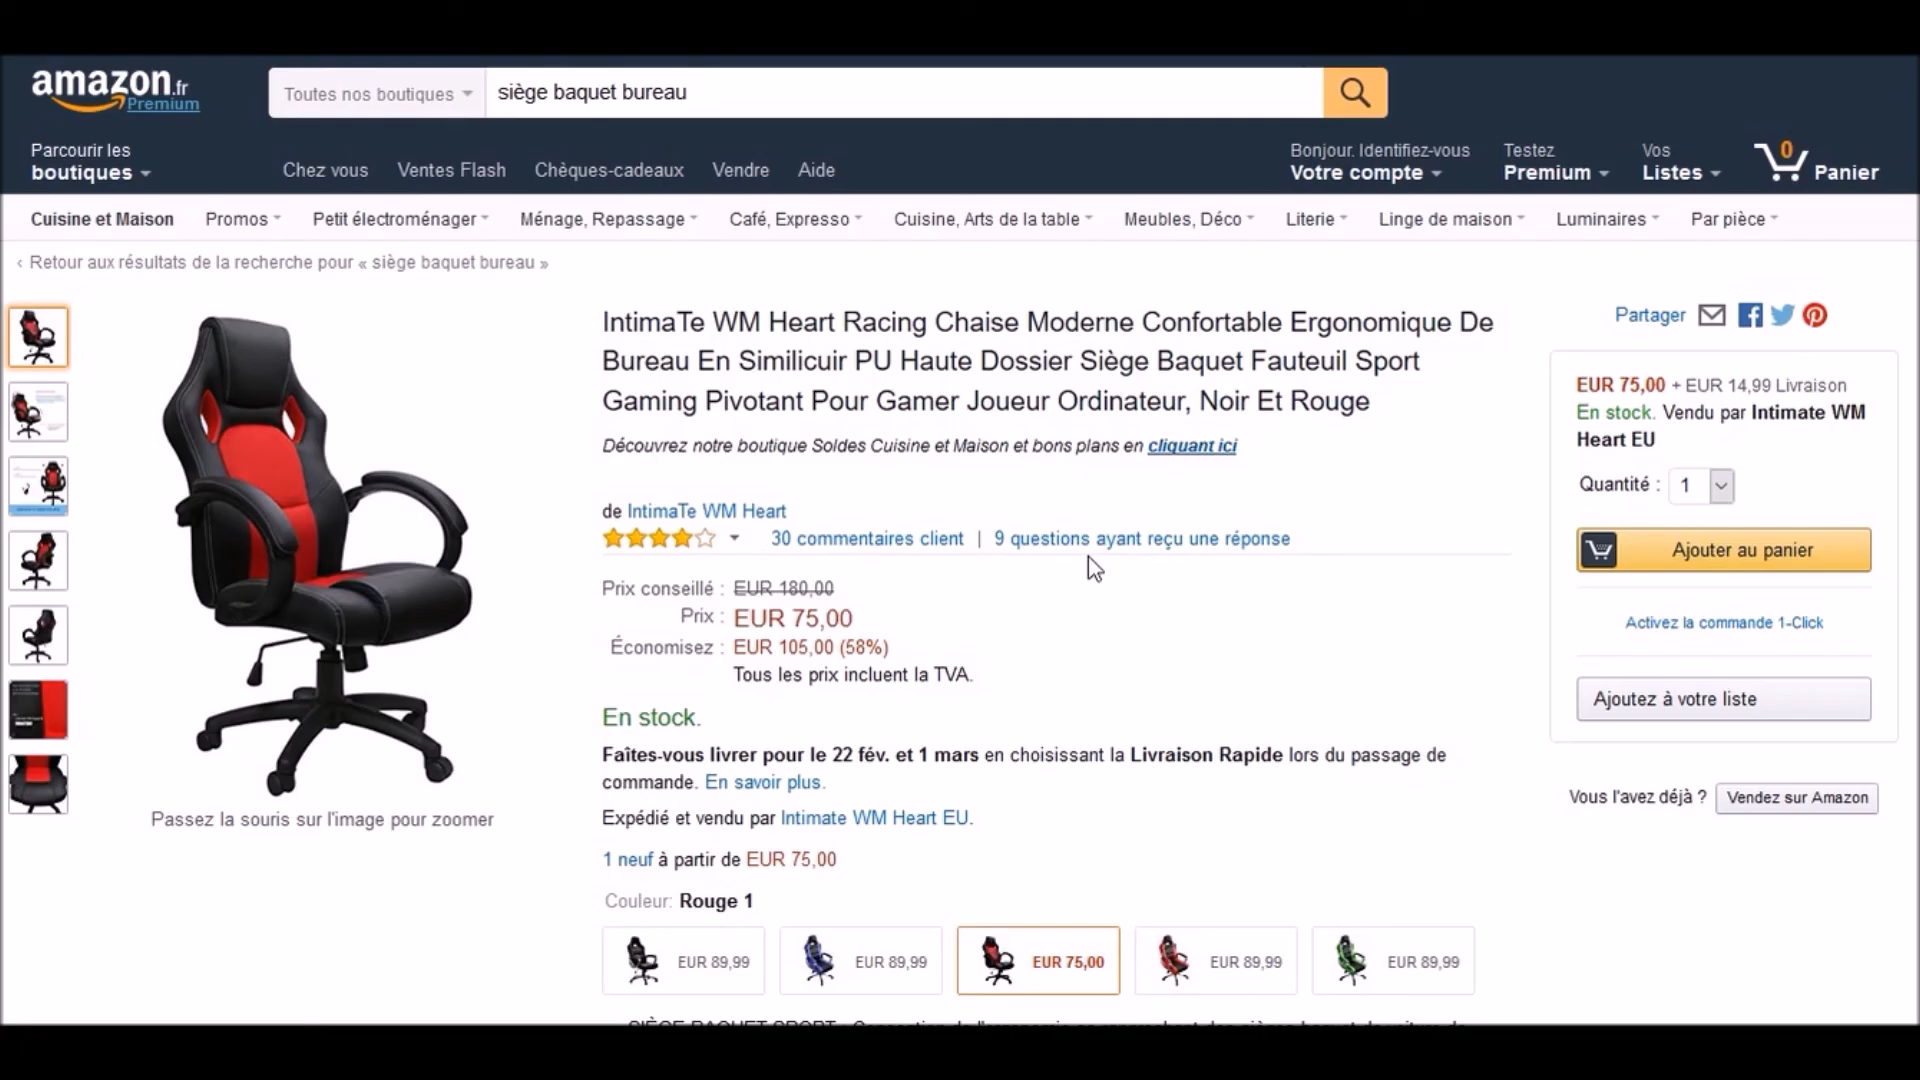 amazon.fr
Premium
Toutes nos boutiques
siège baquet bureau
Parcourir les
boutiques
Chez vous
Ventes Flash
Chèques-cadeaux
Vendre
Aide
Bonjour. Identifiez-vous
Votre compte
Testez
Premium
Vos
Listes
0
Panier
Cuisine et Maison
Promos
Petit électroménager
Ménage, Repassage
Café, Expresso
Cuisine, Arts de la table
Meubles, Déco
Literie
Linge de maison
Luminaires
Par pièce
‹ Retour aux résultats de la recherche pour « siège baquet bureau »
Passez la souris sur l'image pour zoomer
IntimaTe WM Heart Racing Chaise Moderne Confortable Ergonomique De
Bureau En Similicuir PU Haute Dossier Siège Baquet Fauteuil Sport
Gaming Pivotant Pour Gamer Joueur Ordinateur, Noir Et Rouge
Découvrez notre boutique Soldes Cuisine et Maison et bons plans en cliquant ici
de IntimaTe WM Heart
30 commentaires client | 9 questions ayant reçu une réponse
Prix conseillé : EUR 180,00
Prix : EUR 75,00
Économisez : EUR 105,00 (58%)
Tous les prix incluent la TVA.
En stock.
Faîtes-vous livrer pour le 22 fév. et 1 mars en choisissant la Livraison Rapide lors du passage de
commande. En savoir plus.
Expédié et vendu par Intimate WM Heart EU.
1 neuf à partir de EUR 75,00
Couleur: Rouge 1
EUR 89,99
EUR 89,99
EUR 75,00
EUR 89,99
EUR 89,99
Partager
EUR 75,00 + EUR 14,99 Livraison
En stock. Vendu par Intimate WM
Heart EU
Quantité : 1
Ajouter au panier
Activez la commande 1-Click
Ajoutez à votre liste
Vous l'avez déjà ? Vendez sur Amazon